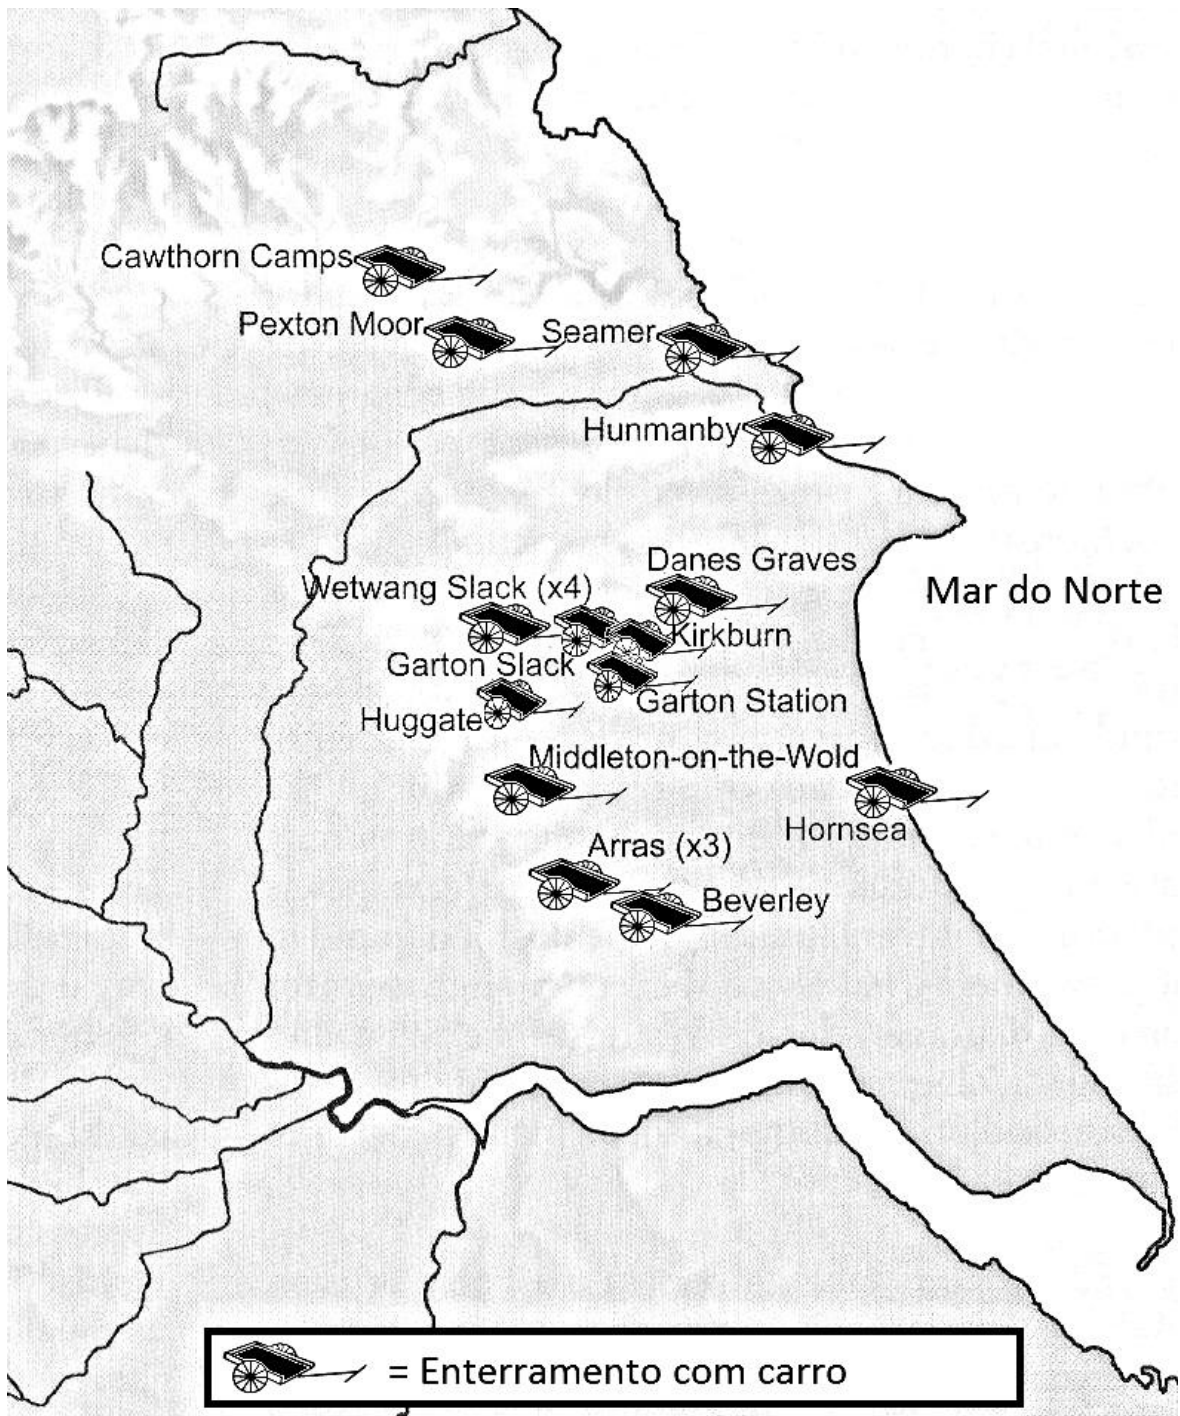 Cawthorn Camps
Pexton Moor
Seamer
Hunmanby
Danes Graves
Wetwang Slack (x4)
Mar do Norte
Kirkburn
Garton Slack
Garton Station
Huggate
Middleton-on-the-Wold
Hornsea
Arras (x3)
Beverley
= Enterramento com carro